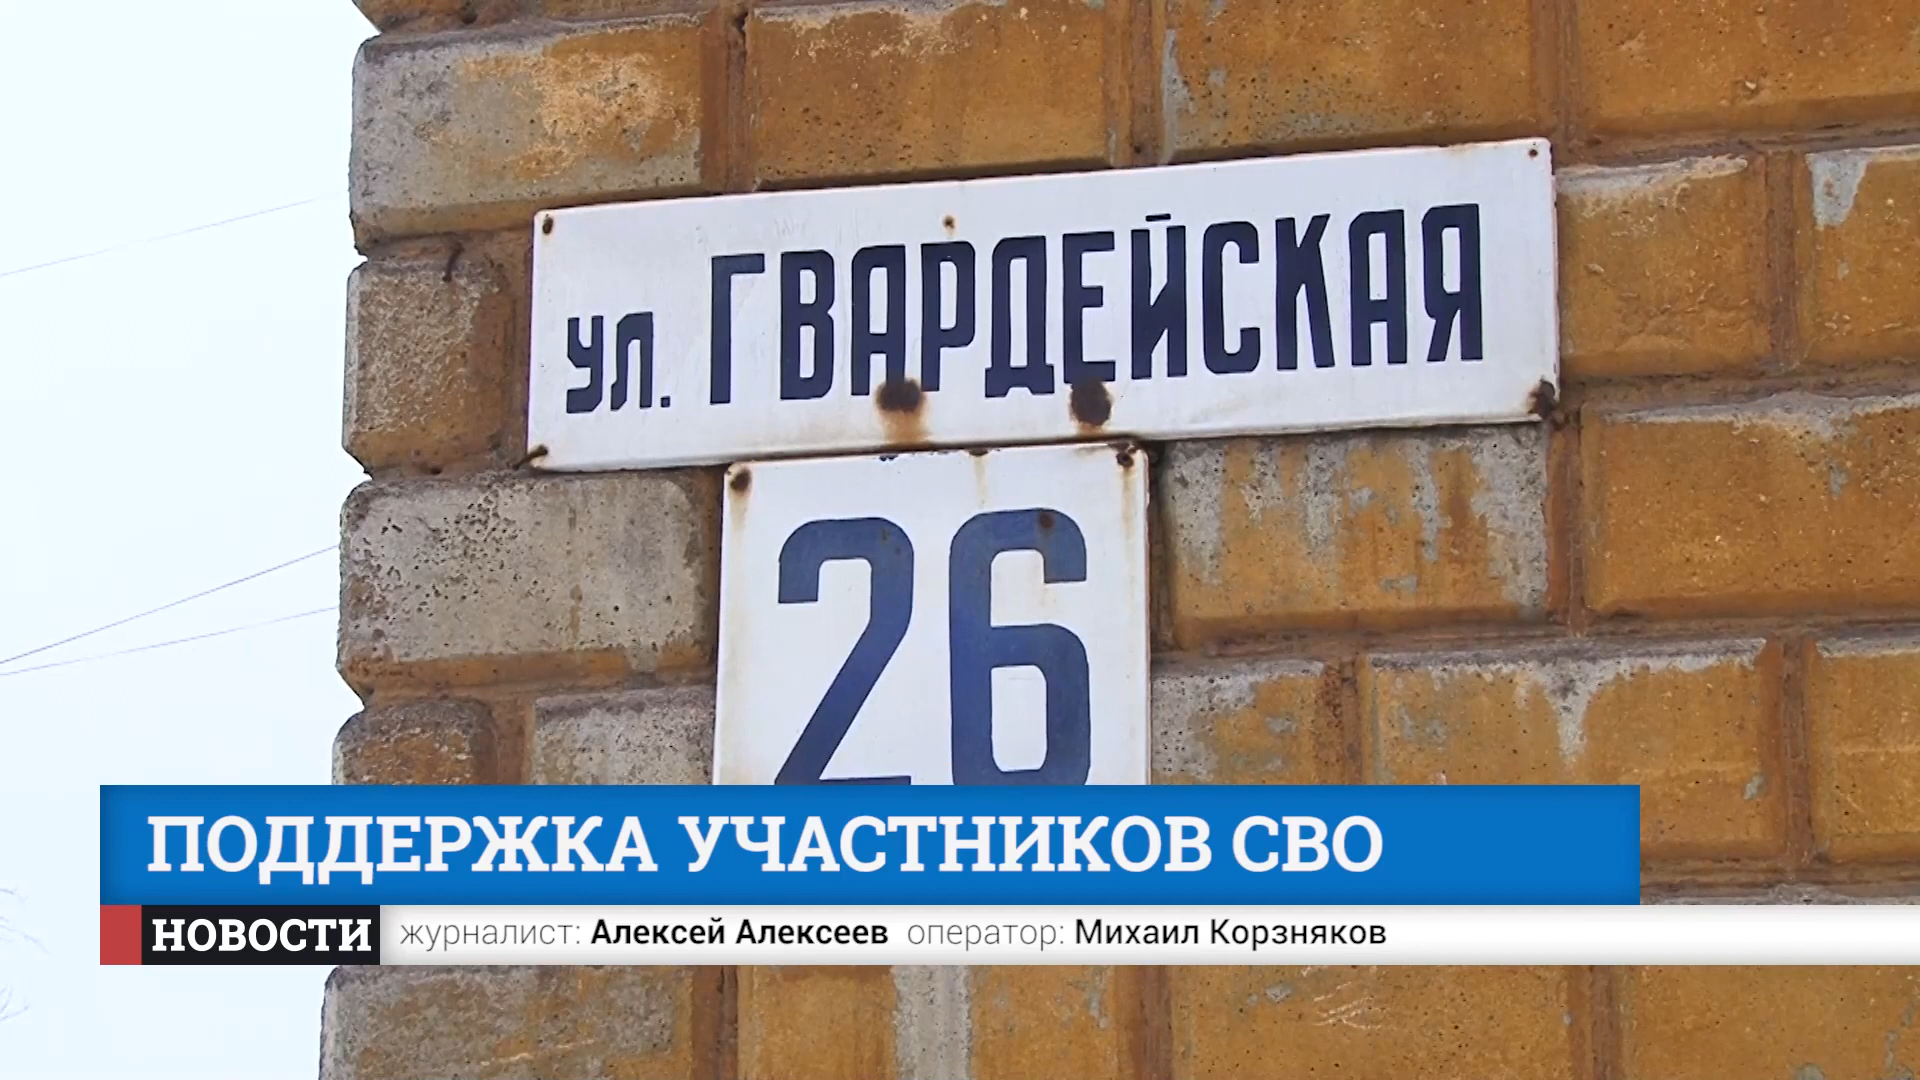 ул. ГВАРДЕЙСКАЯ
26
ПОДДЕРЖКА УЧАСТНИКОВ СВО
НОВОСТИ журналист: Алексей Алексеев оператор: Михаил Корзняков